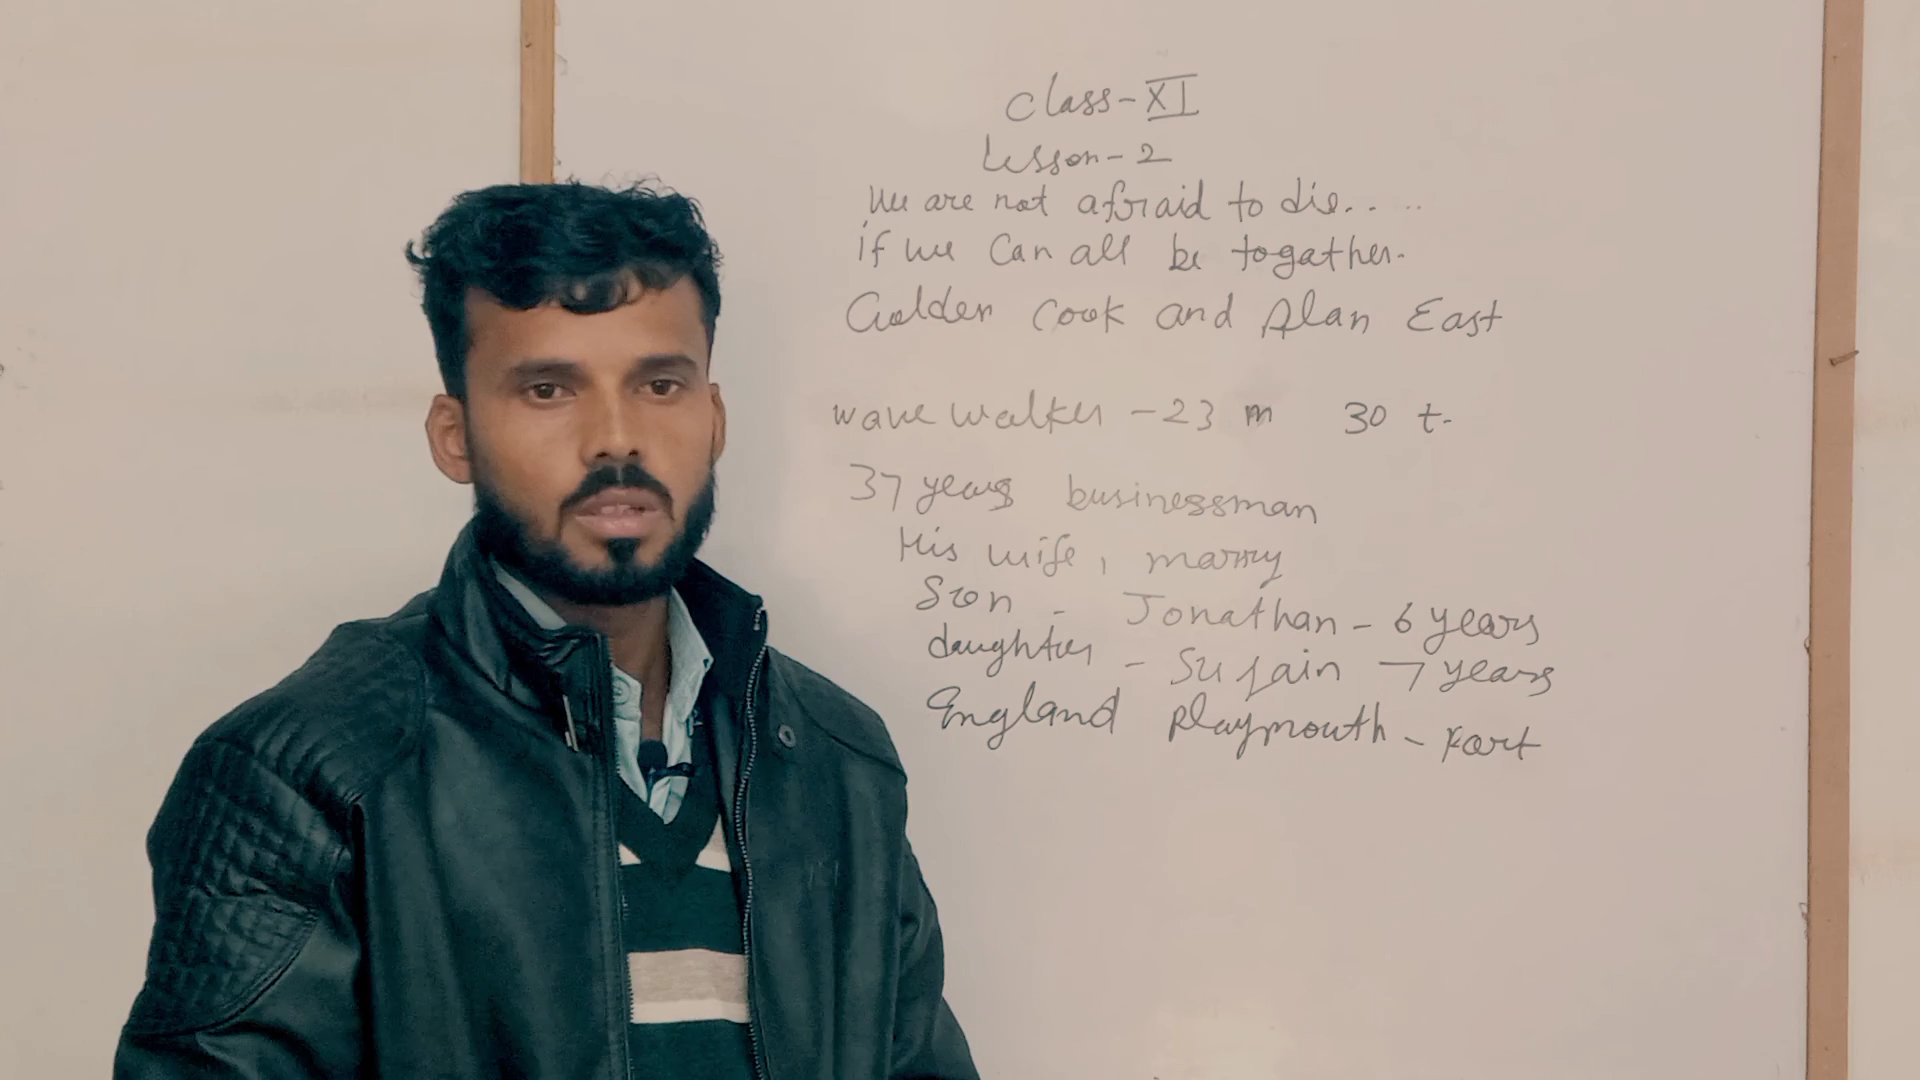 Class-XI
Lesson-2
We are not afraid to die.. ..
if we Can all be togather.
Golden Cook and Alan East
wave walker - 23 m 30 t.
37 years businessman
His wife, marry
Son - Jonathan - 6 years
daughter - Sujain 7 years
England Playmouth - Port